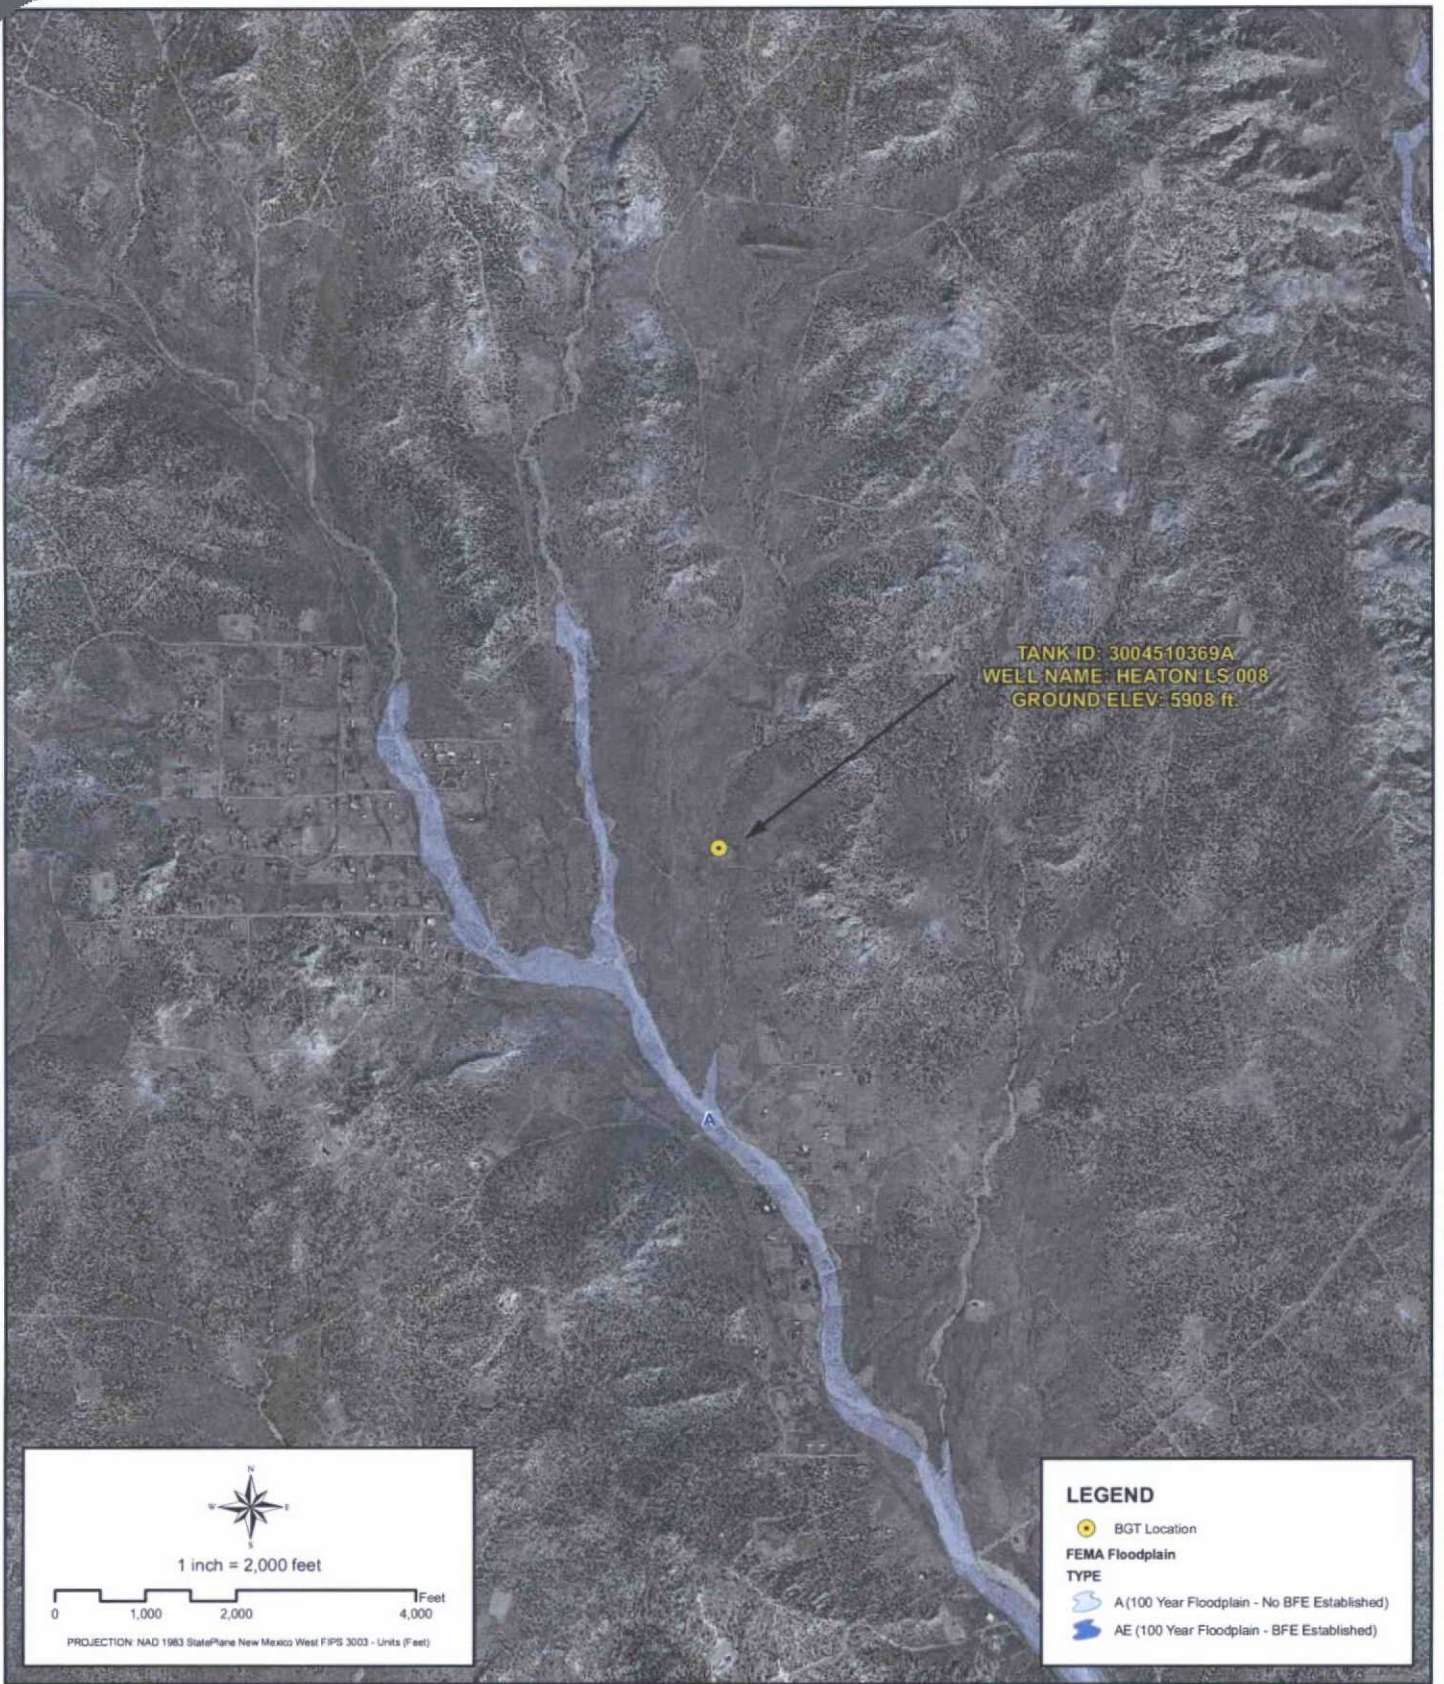 TANK ID: 3004510369A
WELL NAME: HEATON LS 008
GROUND ELEV: 5908 ft.
A
N
W E
S
1 inch = 2,000 feet
Feet
0 1,000 2,000 4,000
PROJECTION: NAD 1983 StatePlane New Mexico West FIPS 3003 - Units (Feet)
LEGEND
BGT Location
FEMA Floodplain
TYPE
A (100 Year Floodplain - No BFE Established)
AE (100 Year Floodplain - BFE Established)